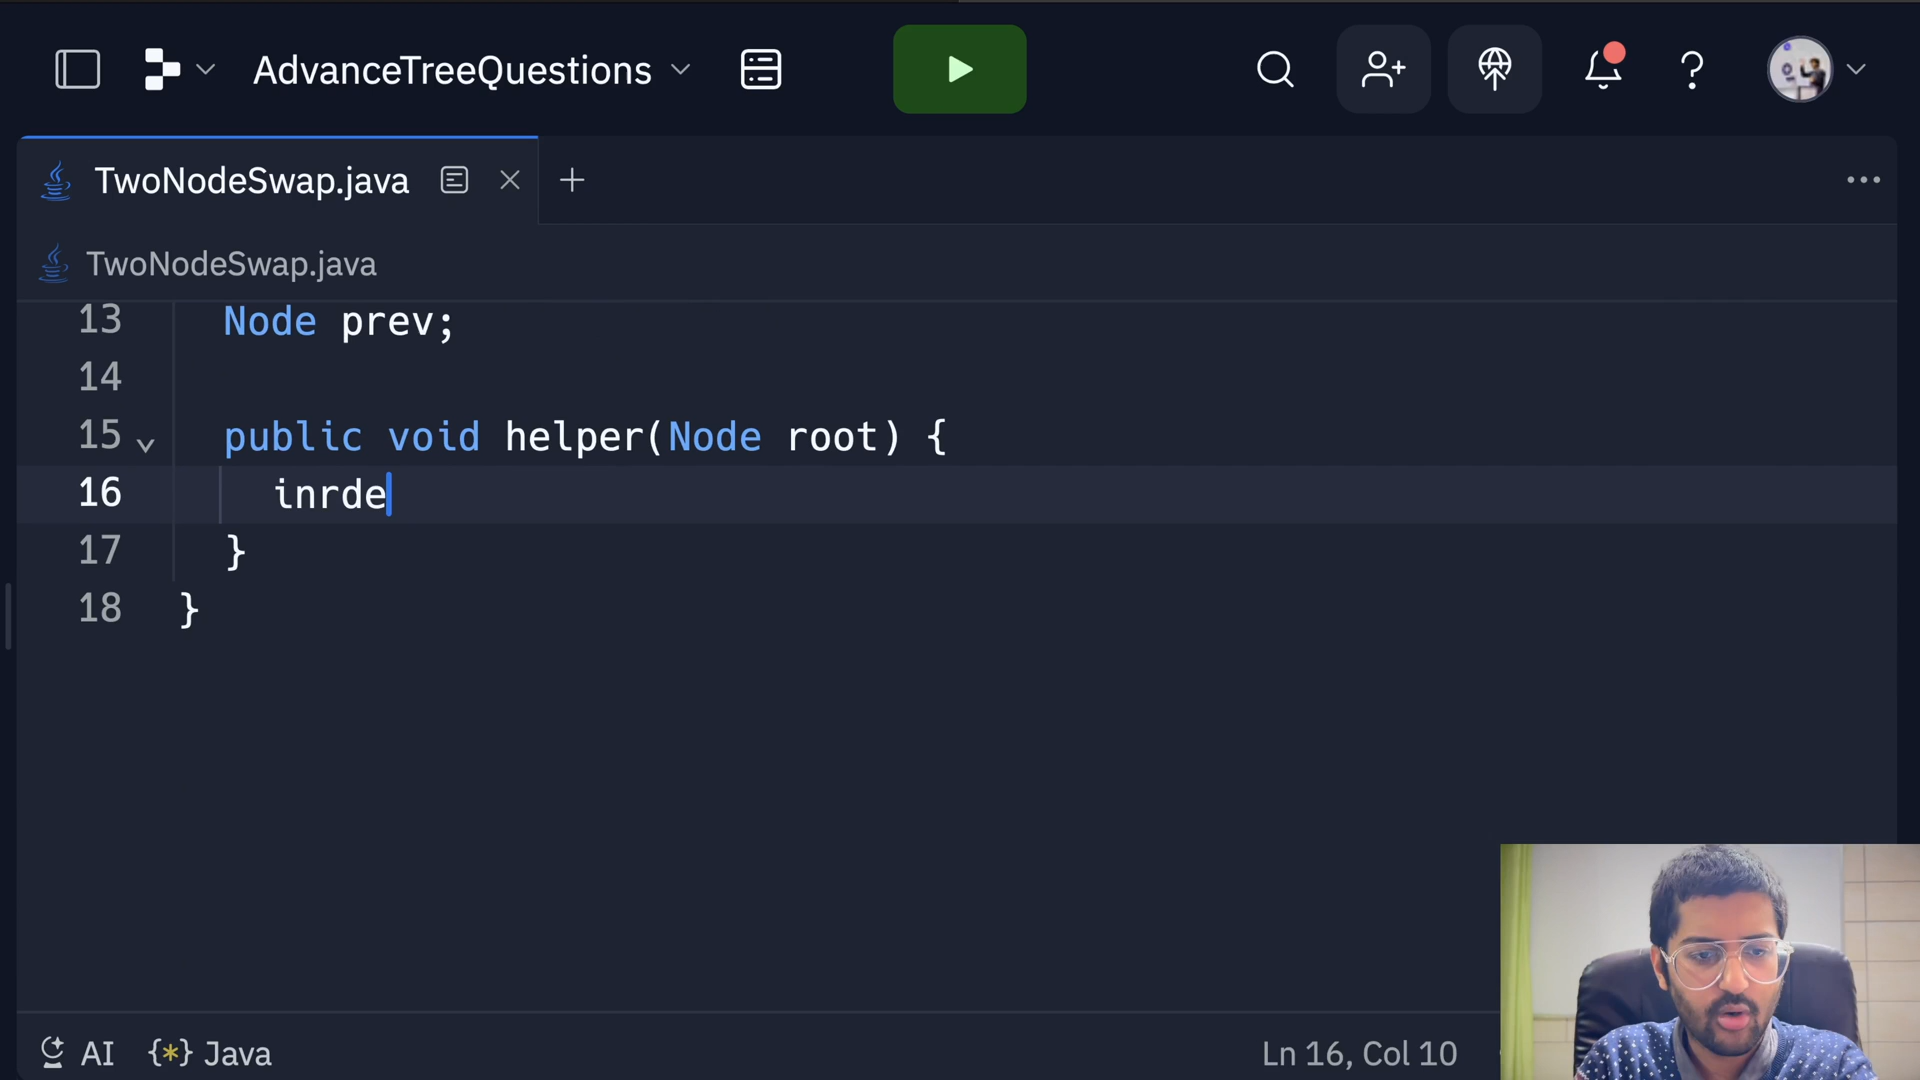 AdvanceTreeQuestions
TwoNodeSwap.java
TwoNodeSwap.java
13 Node prev;
14
15 public void helper(Node root) {
16 inrde
17 }
18 }
AI {*} Java Ln 16, Col 10